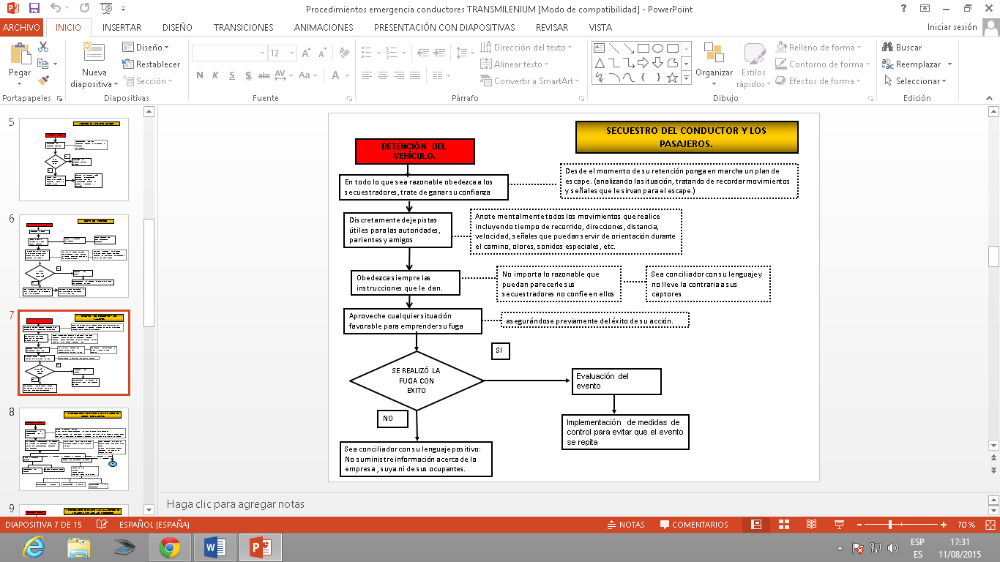 Procedimientos emergencia conductores TRANSMILENIUM [Modo de compatibilidad] - PowerPoint
ARCHIVO INICIO INSERTAR DISEÑO TRANSICIONES ANIMACIONES PRESENTACIÓN CON DIAPOSITIVAS REVISAR VISTA Iniciar sesión
Pegar
Portapapeles
Nueva
diapositiva
Diseño
Restablecer
Sección
Diapositivas
12
N K S S abc AV Aa A
Fuente
Párrafo
Dirección del texto
Alinear texto
Convertir a SmartArt
Organizar
Estilos
rápidos
Relleno de forma
Contorno de forma
Efectos de forma
Dibujo
Buscar
Reemplazar
Seleccionar
Edición
5
6
7
8
9
SECUESTRO DEL CONDUCTOR Y LOS
PASAJEROS.
DETENCIÓN DEL
VEHÍCULO.
En todo lo que sea razonable obedezca a los
secuestradores, trate de ganar su confianza
Desde el momento de su retención ponga en marcha un plan de
escape. (analizando las situación, tratando de recordar movimientos
y señales que le sirvan para el escape.)
Discretamente deje pistas
útiles para las autoridades,
parientes y amigos
Anote mentalmente todos los movimientos que realice
incluyendo tiempo de recorrido, direcciones, distancia,
velocidad, señales que puedan servir de orientación durante
el camino, olores, sonidos especiales, etc.
Obedezca siempre las
instrucciones que le dan.
No importa lo razonable que
puedan parecerle sus
secuestradores no confíe en ellos
Sea conciliador con su lenguaje y
no lleve la contraria a sus
captores
Aproveche cualquier situación
favorable para emprender su fuga
asegurándose previamente del éxito de su acción.
SI
SE REALIZÓ LA
FUGA CON
EXITO
Evaluación del
evento
NO
Implementación de medidas de
control para evitar que el evento
se repita
Sea conciliador con su lenguaje positivo:
No suministre información acerca de la
empresa , suya ni de sus ocupantes.
Haga clic para agregar notas
DIAPOSITIVA 7 DE 15 ESPAÑOL (ESPAÑA) NOTAS COMENTARIOS 70 %
ESP
ES
17:31
11/08/2015